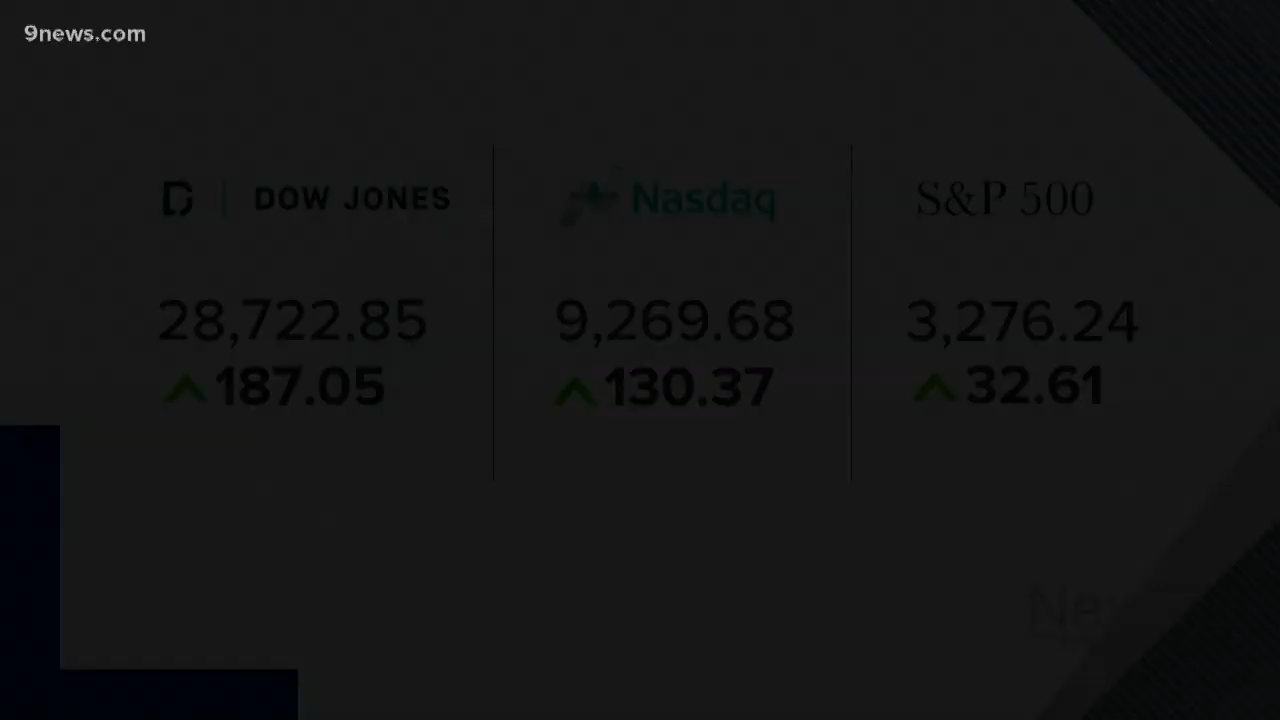 9news.com
DOW JONES
Nasdaq
S&P 500
28,722.85
9,269.68
3,276.24
187.05
130.37
32.61